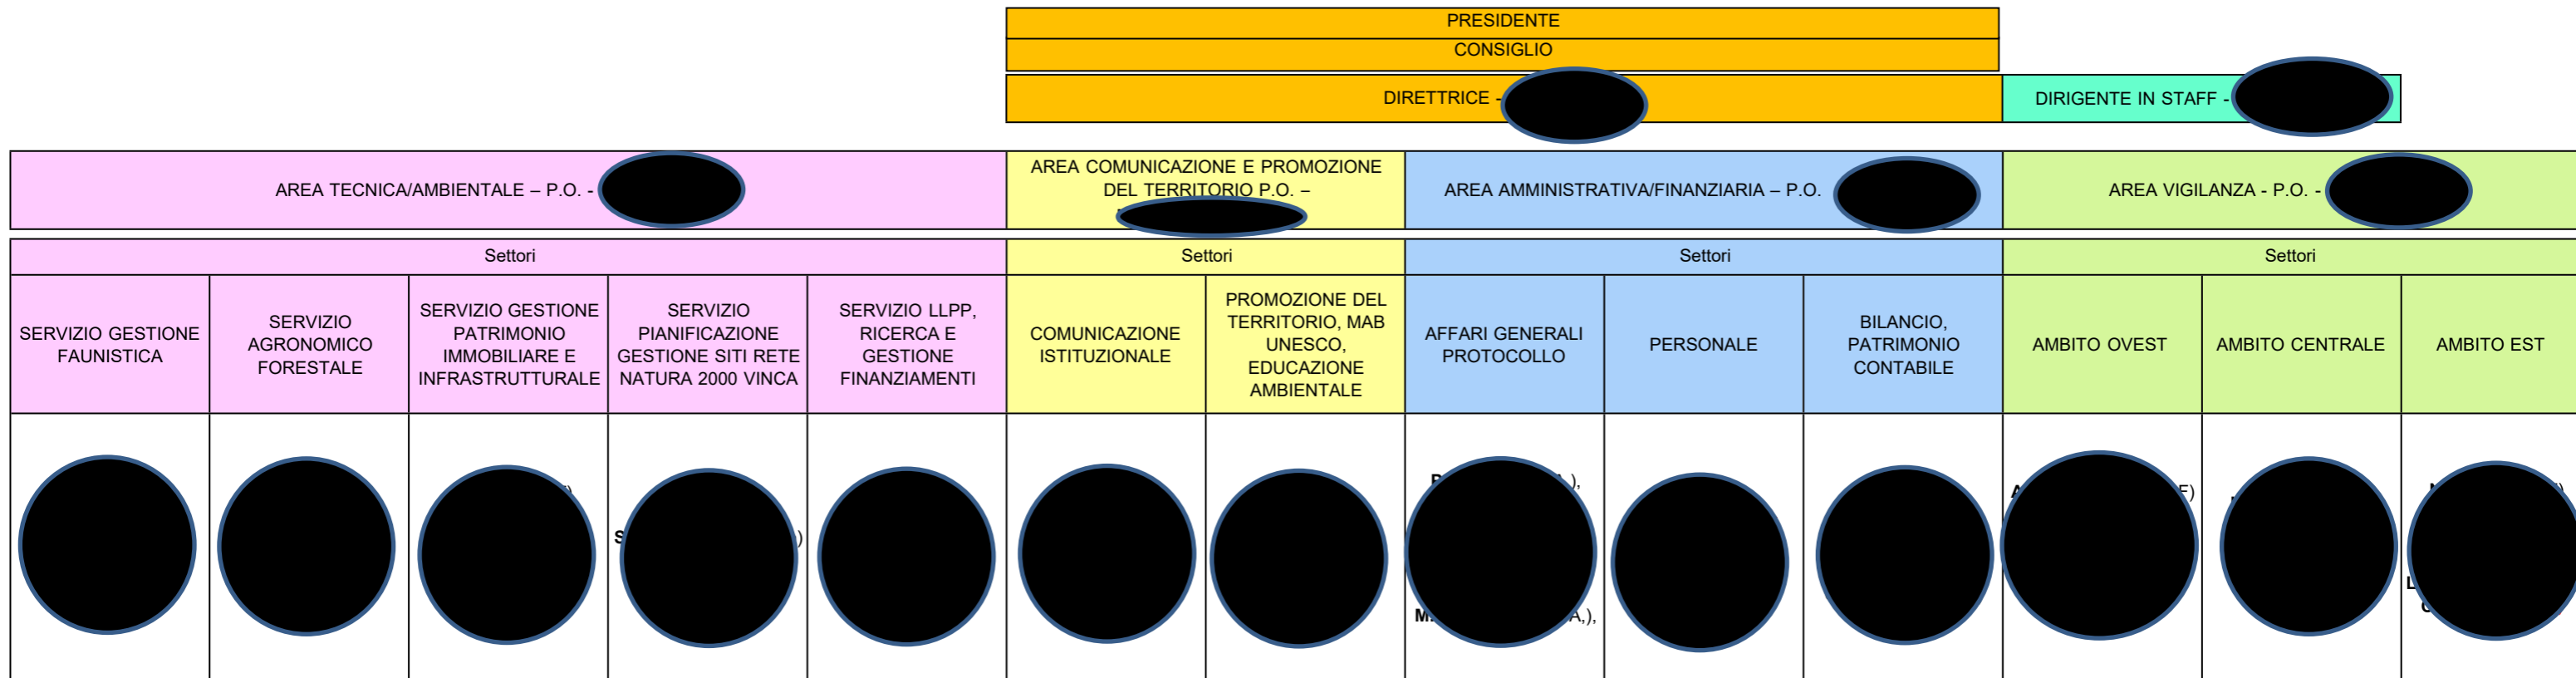 PRESIDENTE
CONSIGLIO
DIRETTRICE -
DIRIGENTE IN STAFF -
AREA TECNICA/AMBIENTALE – P.O. -
AREA COMUNICAZIONE E PROMOZIONE
DEL TERRITORIO P.O. –
AREA AMMINISTRATIVA/FINANZIARIA – P.O.
AREA VIGILANZA - P.O. -
Settori
Settori
Settori
Settori
SERVIZIO GESTIONE
FAUNISTICA
SERVIZIO
AGRONOMICO
FORESTALE
SERVIZIO GESTIONE
PATRIMONIO
IMMOBILIARE E
INFRASTRUTTURALE
SERVIZIO
PIANIFICAZIONE
GESTIONE SITI RETE
NATURA 2000 VINCA
SERVIZIO LLPP,
RICERCA E
GESTIONE
FINANZIAMENTI
COMUNICAZIONE
ISTITUZIONALE
PROMOZIONE DEL
TERRITORIO, MAB
UNESCO,
EDUCAZIONE
AMBIENTALE
AFFARI GENERALI
PROTOCOLLO
PERSONALE
BILANCIO,
PATRIMONIO
CONTABILE
AMBITO OVEST
AMBITO CENTRALE
AMBITO EST